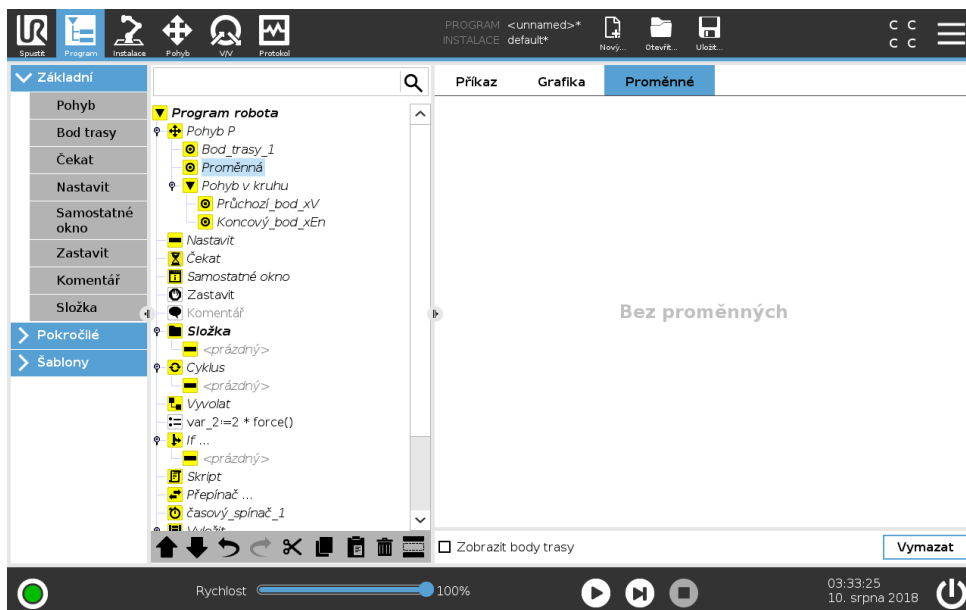 PROGRAM <unnamed>*
INSTALACE default*
Spustit
Program
Instalace
Pohyb
V/V
Protokol
Nový...
Otevřít...
Uložit...
C C
C C
Základní
Pohyb
Bod trasy
Čekat
Nastavit
Samostatné
okno
Zastavit
Komentář
Složka
Pokročilé
Šablony
Program robota
Pohyb P
Bod_trasy_1
Proměnná
Pohyb v kruhu
Průchozí_bod_xV
Koncový_bod_xEn
Nastavit
Čekat
Samostatné okno
Zastavit
Komentář
Složka
<prázdný>
Cyklus
<prázdný>
Vyvolat
var_2:=2 * force()
If ...
<prázdný>
Skript
Přepínač ...
časový_spínač_1
Vyložit
Příkaz
Grafika
Proměnné
Bez proměnných
Zobrazit body trasy
Vymazat
Rychlost
100%
03:33:25
10. srpna 2018